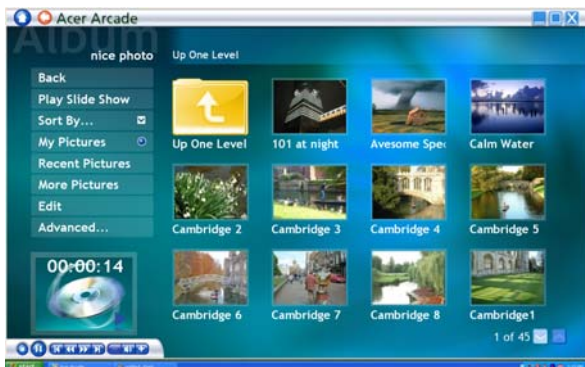 Acer Arcade
Album
nice photo
Up One Level
Back
Play Slide Show
Sort By...
My Pictures
Recent Pictures
More Pictures
Edit
Advanced...
00:00:14
Up One Level
101 at night
Avesome Spec
Calm Water
Cambridge 2
Cambridge 3
Cambridge 4
Cambridge 5
Cambridge 6
Cambridge 7
Cambridge 8
Cambridge1
1 of 45